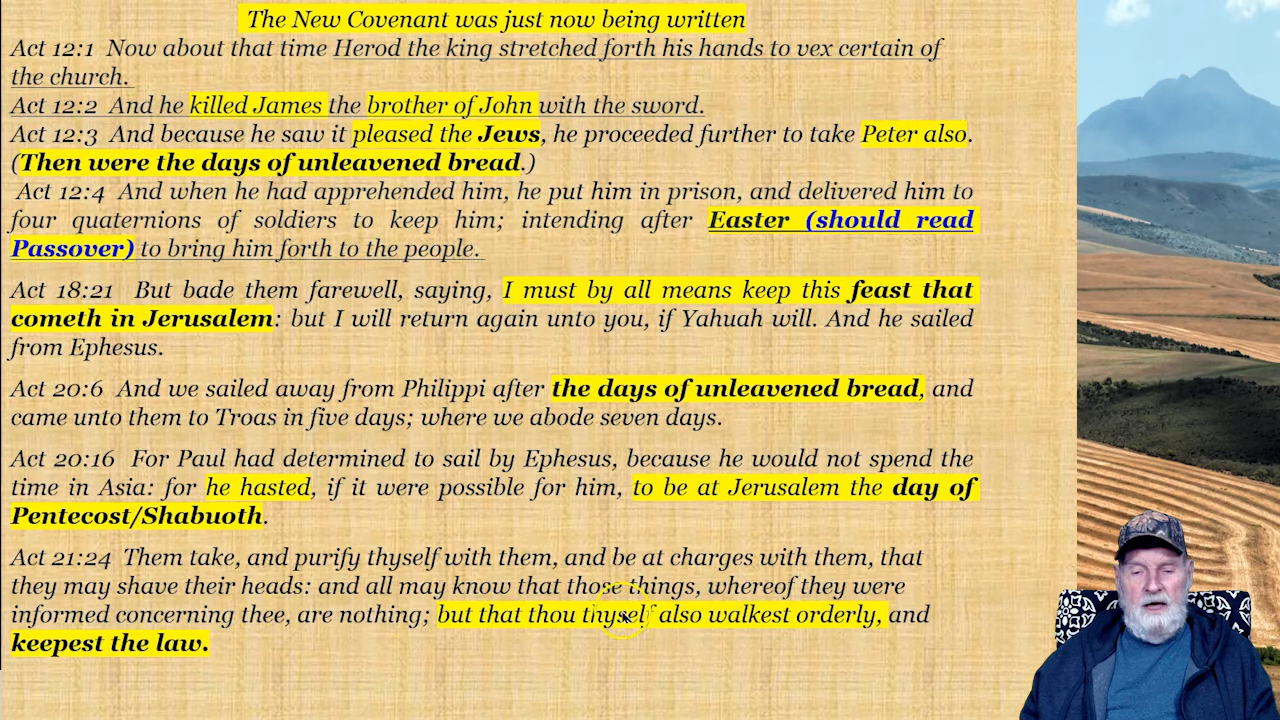 The New Covenant was just now being written
Act 12:1 Now about that time Herod the king stretched forth his hands to vex certain of
the church.
Act 12:2 And he killed James the brother of John with the sword.
Act 12:3 And because he saw it pleased the Jews, he proceeded further to take Peter also.
(Then were the days of unleavened bread.)
Act 12:4 And when he had apprehended him, he put him in prison, and delivered him to
four quaternions of soldiers to keep him; intending after Easter (should read
Passover) to bring him forth to the people.
Act 18:21 But bade them farewell, saying, I must by all means keep this feast that
cometh in Jerusalem: but I will return again unto you, if Yahuah will. And he sailed
from Ephesus.
Act 20:6 And we sailed away from Philippi after the days of unleavened bread, and
came unto them to Troas in five days; where we abode seven days.
Act 20:16 For Paul had determined to sail by Ephesus, because he would not spend the
time in Asia: for he hasted, if it were possible for him, to be at Jerusalem the day of
Pentecost/Shabuoth.
Act 21:24 Them take, and purify thyself with them, and be at charges with them, that
they may shave their heads: and all may know that those things, whereof they were
informed concerning thee, are nothing; but that thou thyself also walkest orderly, and
keepest the law.